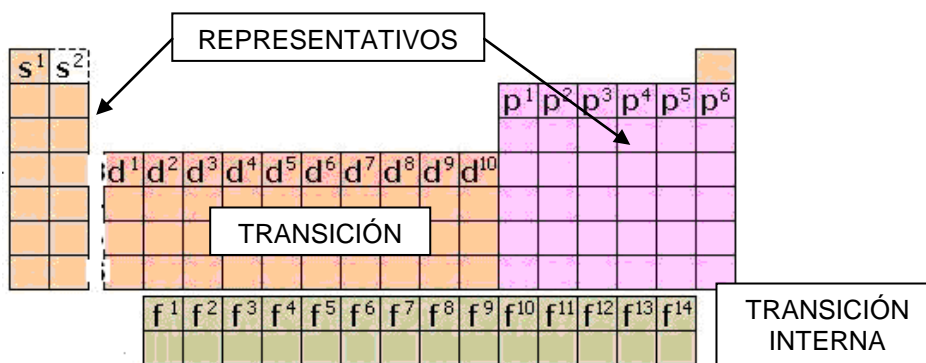 REPRESENTATIVOS
s¹ s²
p¹ p² p³ p⁴ p⁵ p⁶
d¹ d² d³ d⁴ d⁵ d⁶ d⁷ d⁸ d⁹ d¹⁰
TRANSICIÓN
f¹ f² f³ f⁴ f⁵ f⁶ f⁷ f⁸ f⁹ f¹⁰ f¹¹ f¹² f¹³ f¹⁴
TRANSICIÓN
INTERNA